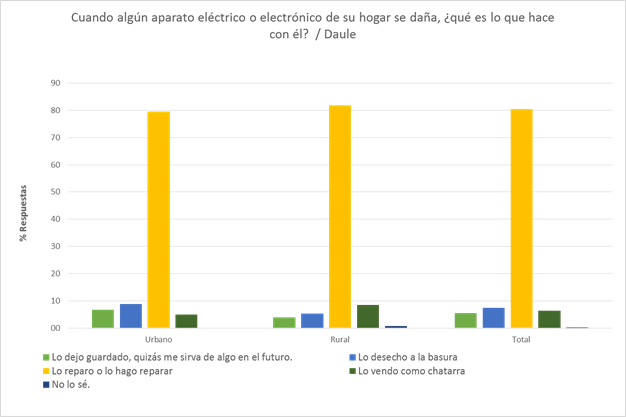 Cuando algún aparato eléctrico o electrónico de su hogar se daña, ¿qué es lo que hace
con él?  / Daule
90
80
70
60
50
40
30
20
10
00
% Respuestas
Urbano
Rural
Total
Lo dejo guardado, quizás me sirva de algo en el futuro.
Lo desecho a la basura
Lo reparo o lo hago reparar
Lo vendo como chatarra
No lo sé.